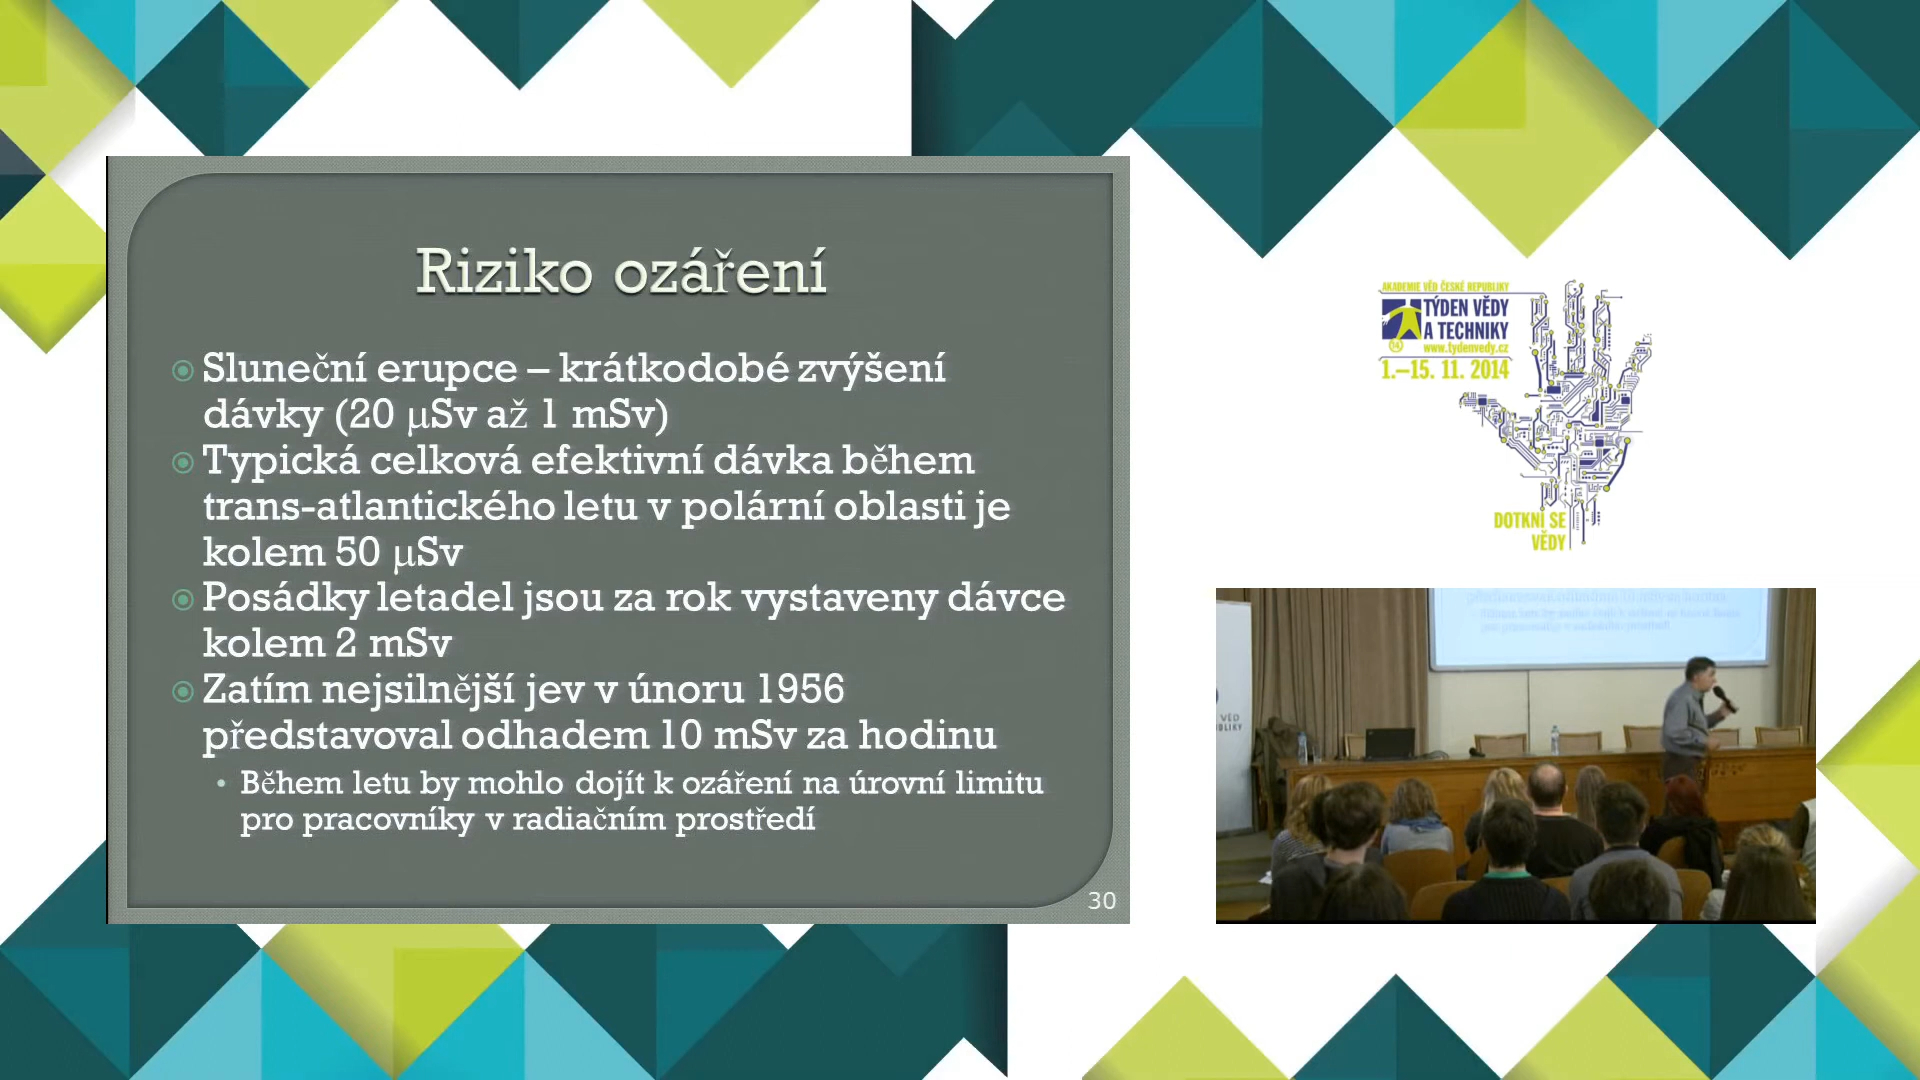 Riziko ozáření
Sluneční erupce – krátkodobé zvýšení
dávky (20 μSv až 1 mSv)
Typická celková efektivní dávka během
trans-atlantického letu v polární oblasti je
kolem 50 μSv
Posádky letadel jsou za rok vystaveny dávce
kolem 2 mSv
Zatím nejsilnější jev v únoru 1956
představoval odhadem 10 mSv za hodinu
• Během letu by mohlo dojít k ozáření na úrovní limitu
pro pracovníky v radiačním prostředí
30
AKADEMIE VĚD ČESKÉ REPUBLIKY
TÝDEN VĚDY
A TECHNIKY
www.tydenvedy.cz
1.–15. 11. 2014
DOTKNI SE
VĚDY
VĚD